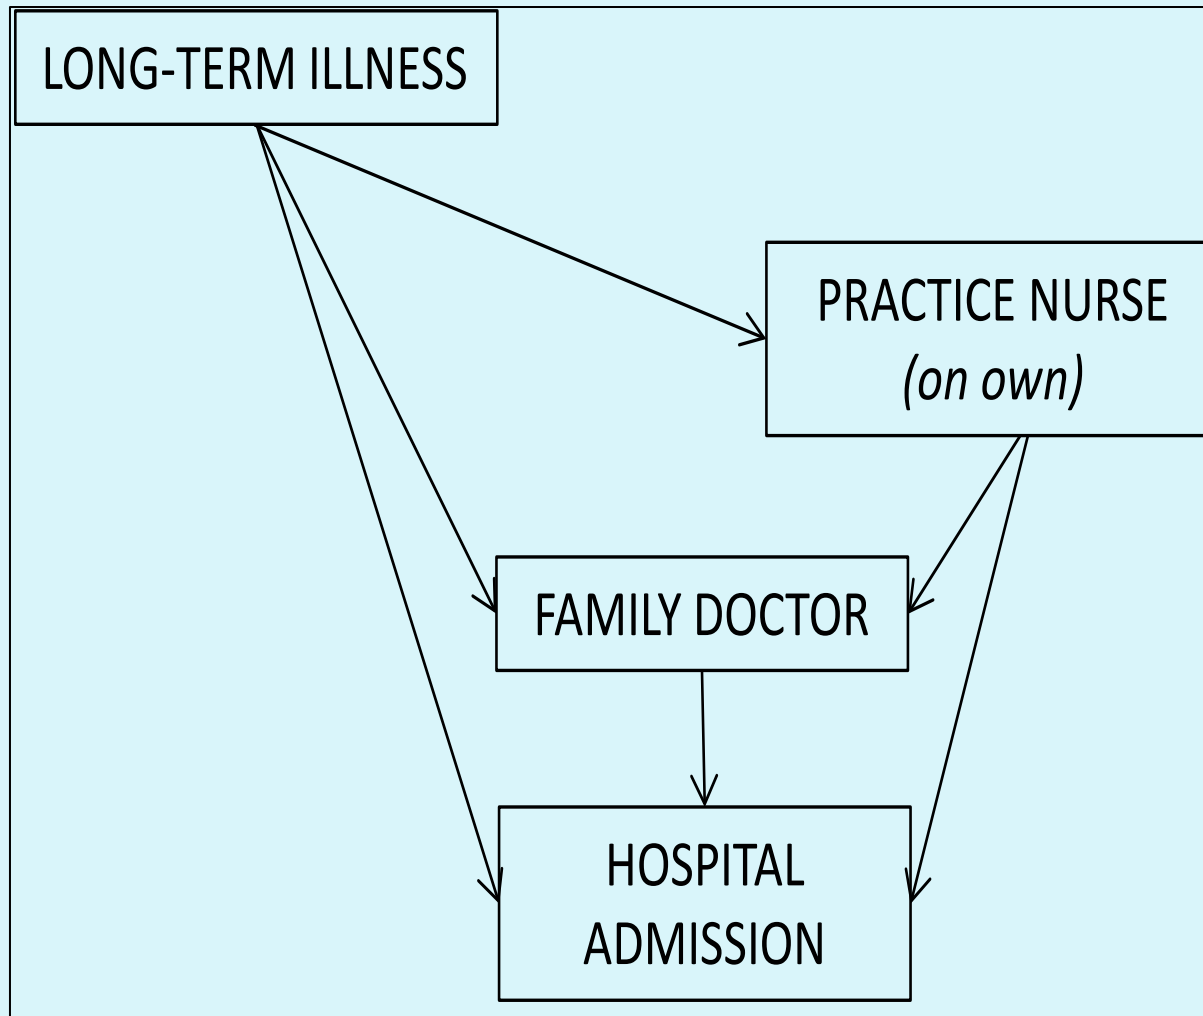 LONG-TERM ILLNESS
PRACTICE NURSE
(on own)
FAMILY DOCTOR
HOSPITAL
ADMISSION